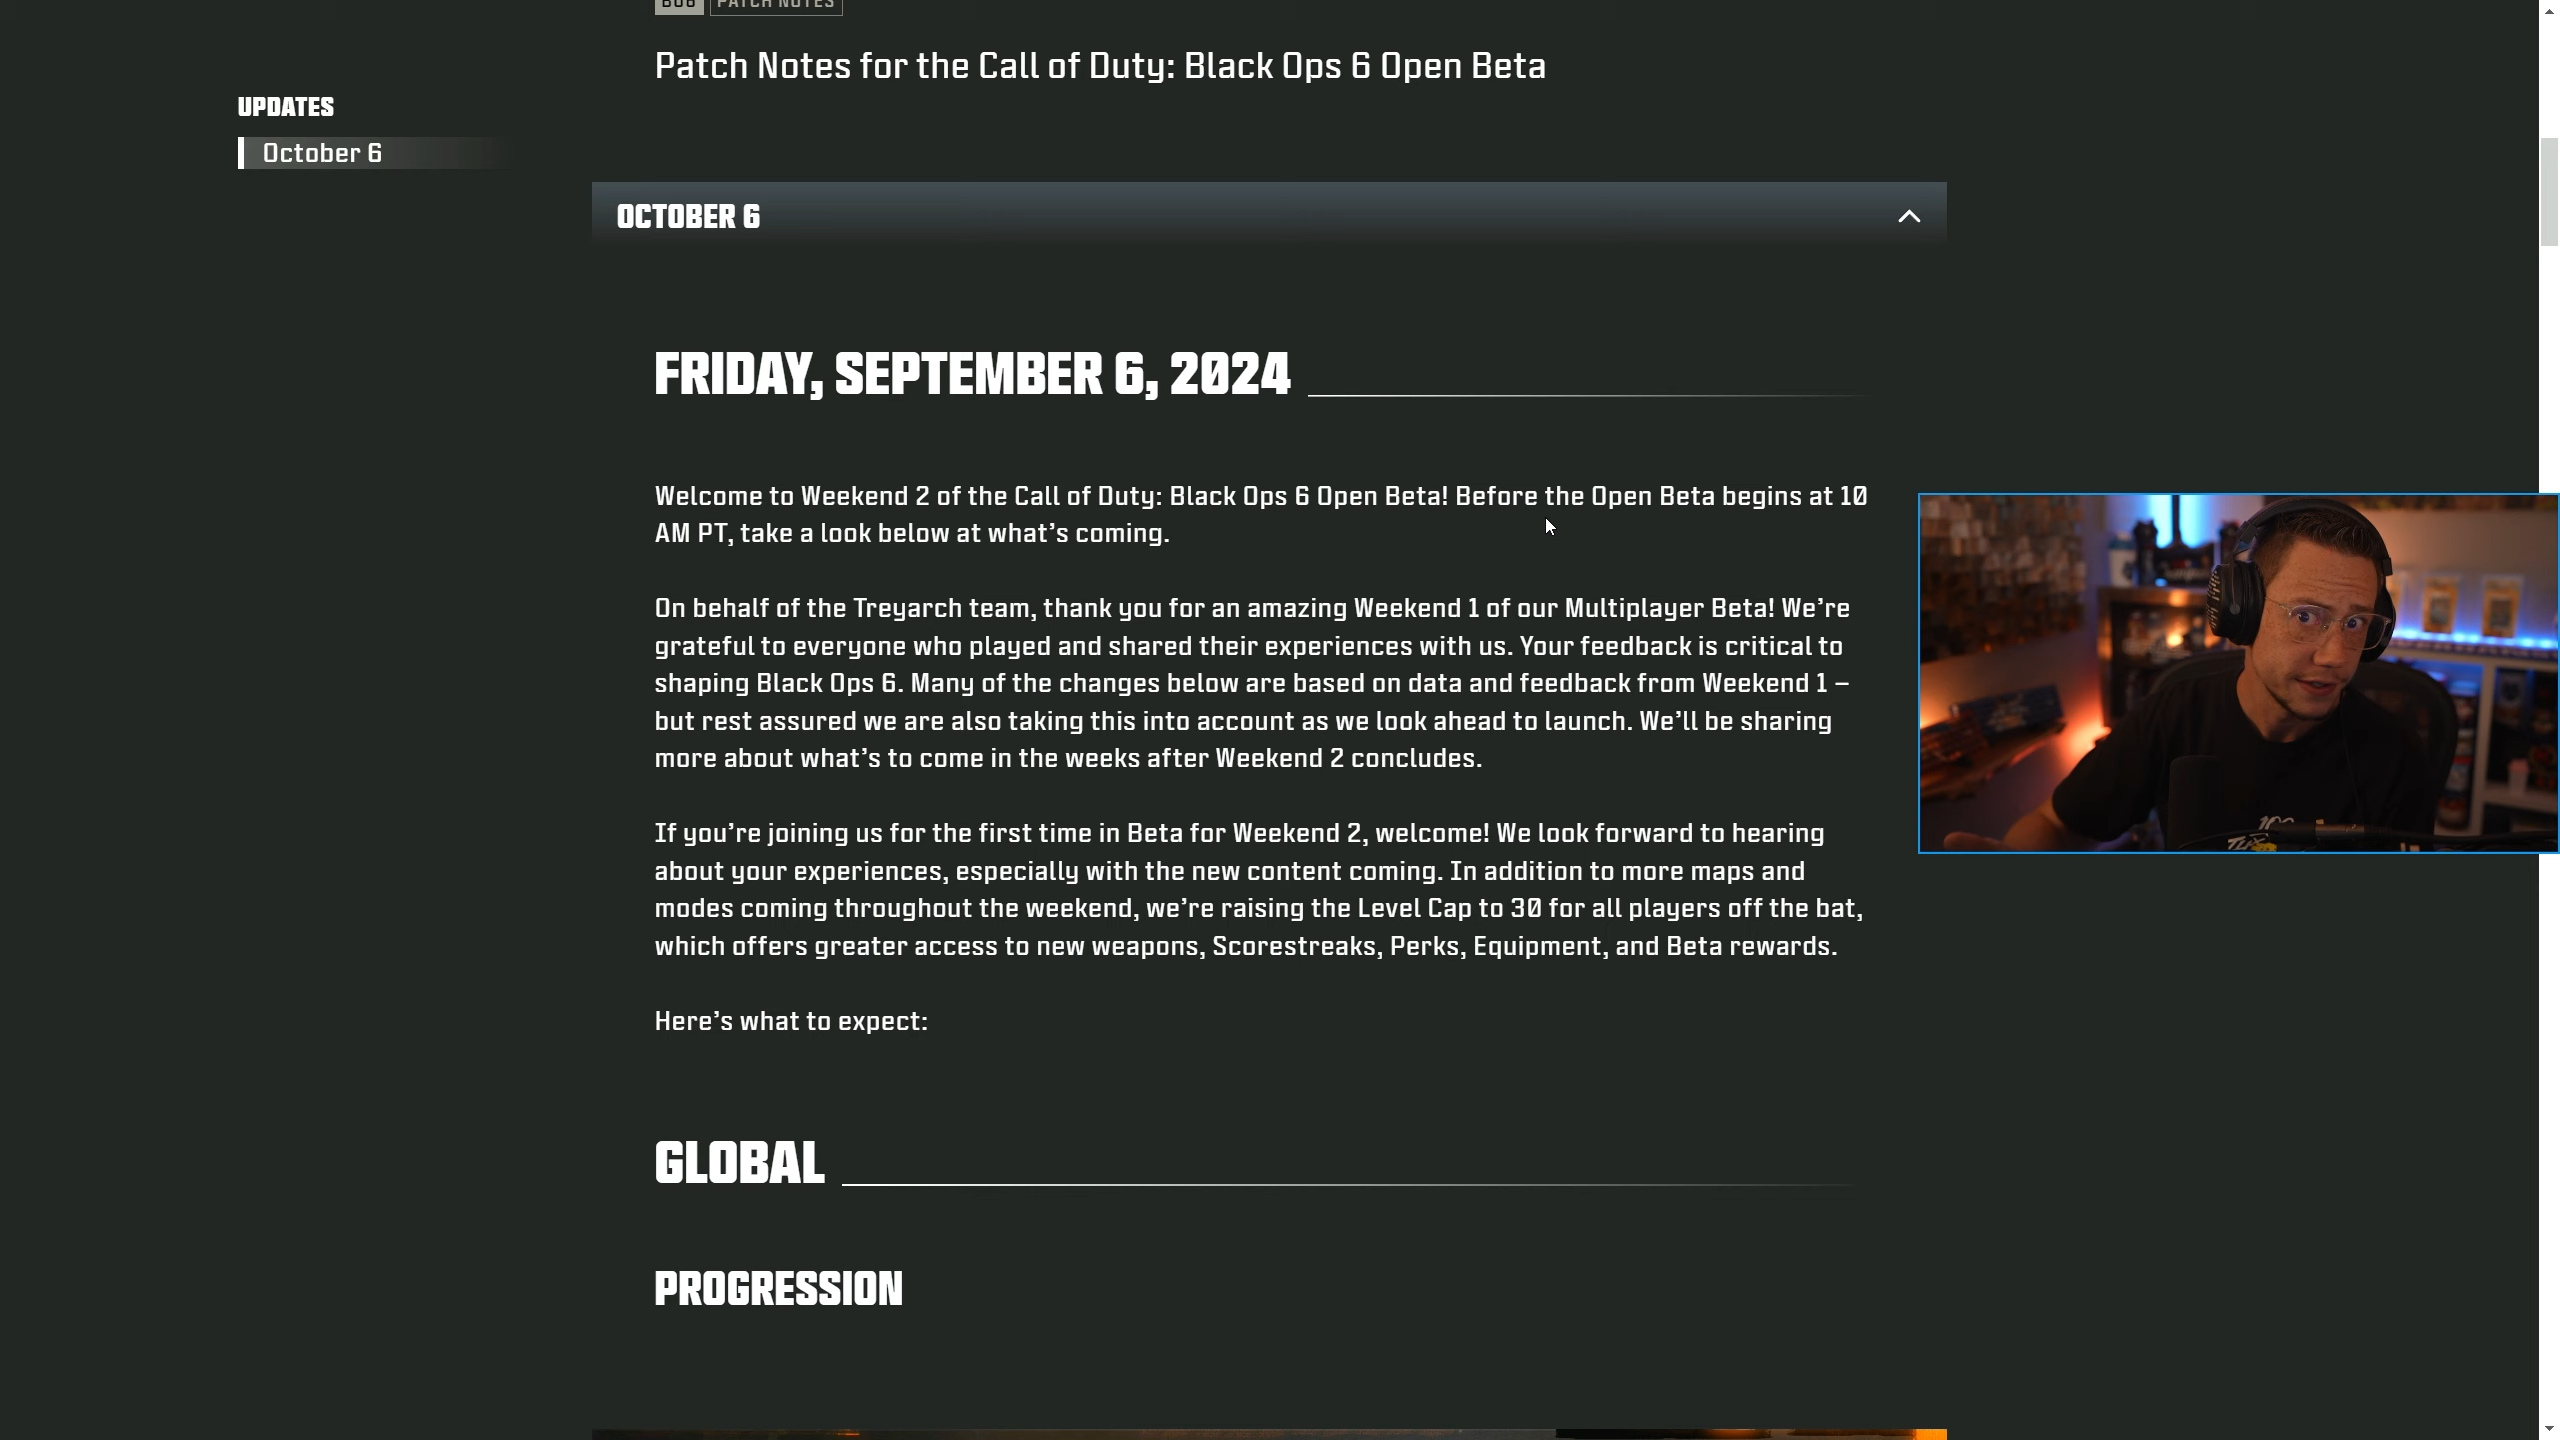 BO6 PATCH NOTES
Patch Notes for the Call of Duty: Black Ops 6 Open Beta
UPDATES
October 6
OCTOBER 6
FRIDAY, SEPTEMBER 6, 2024
Welcome to Weekend 2 of the Call of Duty: Black Ops 6 Open Beta! Before the Open Beta begins at 10
AM PT, take a look below at what’s coming.
On behalf of the Treyarch team, thank you for an amazing Weekend 1 of our Multiplayer Beta! We’re
grateful to everyone who played and shared their experiences with us. Your feedback is critical to
shaping Black Ops 6. Many of the changes below are based on data and feedback from Weekend 1 –
but rest assured we are also taking this into account as we look ahead to launch. We’ll be sharing
more about what’s to come in the weeks after Weekend 2 concludes.
If you’re joining us for the first time in Beta for Weekend 2, welcome! We look forward to hearing
about your experiences, especially with the new content coming. In addition to more maps and
modes coming throughout the weekend, we’re raising the Level Cap to 30 for all players off the bat,
which offers greater access to new weapons, Scorestreaks, Perks, Equipment, and Beta rewards.
Here’s what to expect:
GLOBAL
PROGRESSION